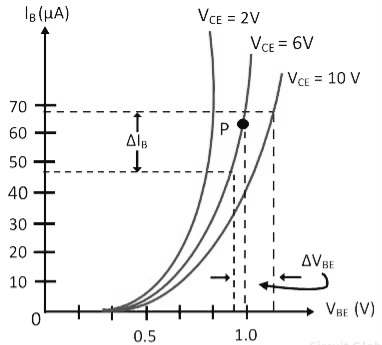 I_B (μA)
V_CE = 2V
V_CE = 6V
V_CE = 10 V
70
60
50
40
30
20
10
0
P
ΔI_B
ΔV_BE
0.5
1.0
V_BE (V)